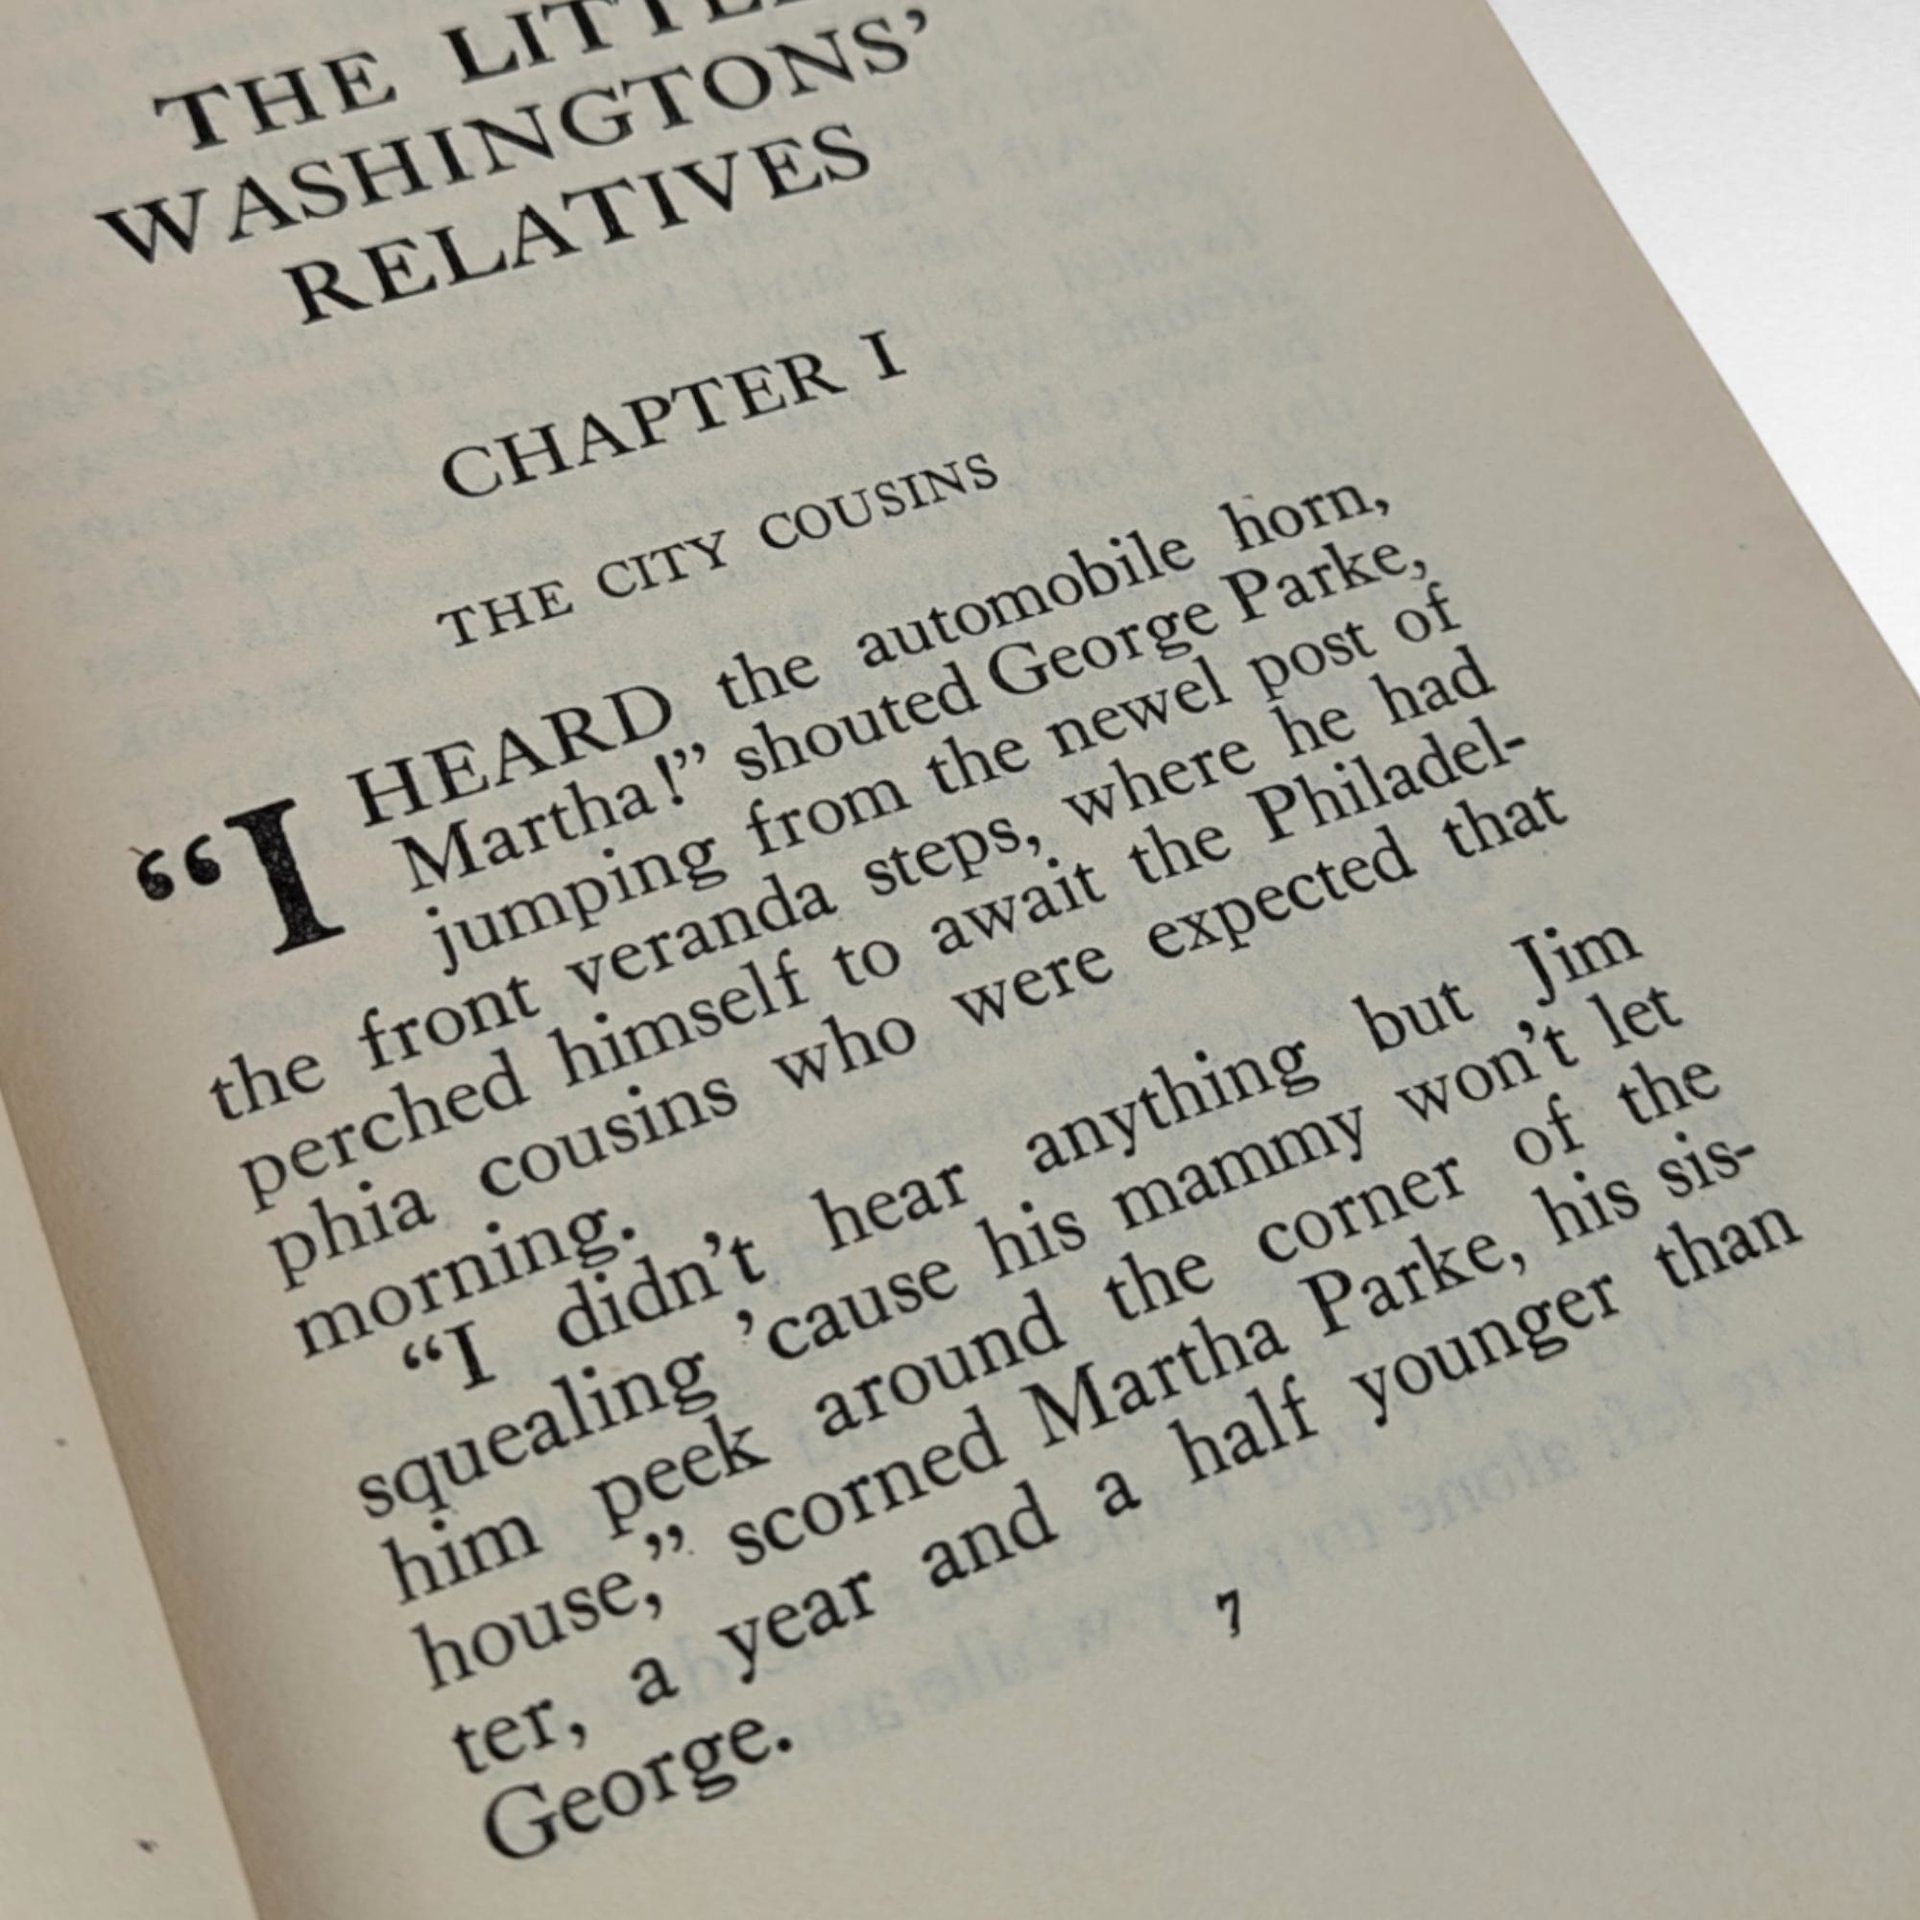 THE LITTLE
WASHINGTONS’
RELATIVES
CHAPTER I
THE CITY COUSINS
“I HEARD the automobile horn,
Martha!” shouted George Parke,
jumping from the newel post of
the front veranda steps, where he had
perched himself to await the Philadel-
phia cousins who were expected that
morning.
“I didn’t hear anything but Jim
squealing ’cause his mammy won’t let
him peek around the corner of the
house,” scorned Martha Parke, his sis-
ter, a year and a half younger than
George.
7